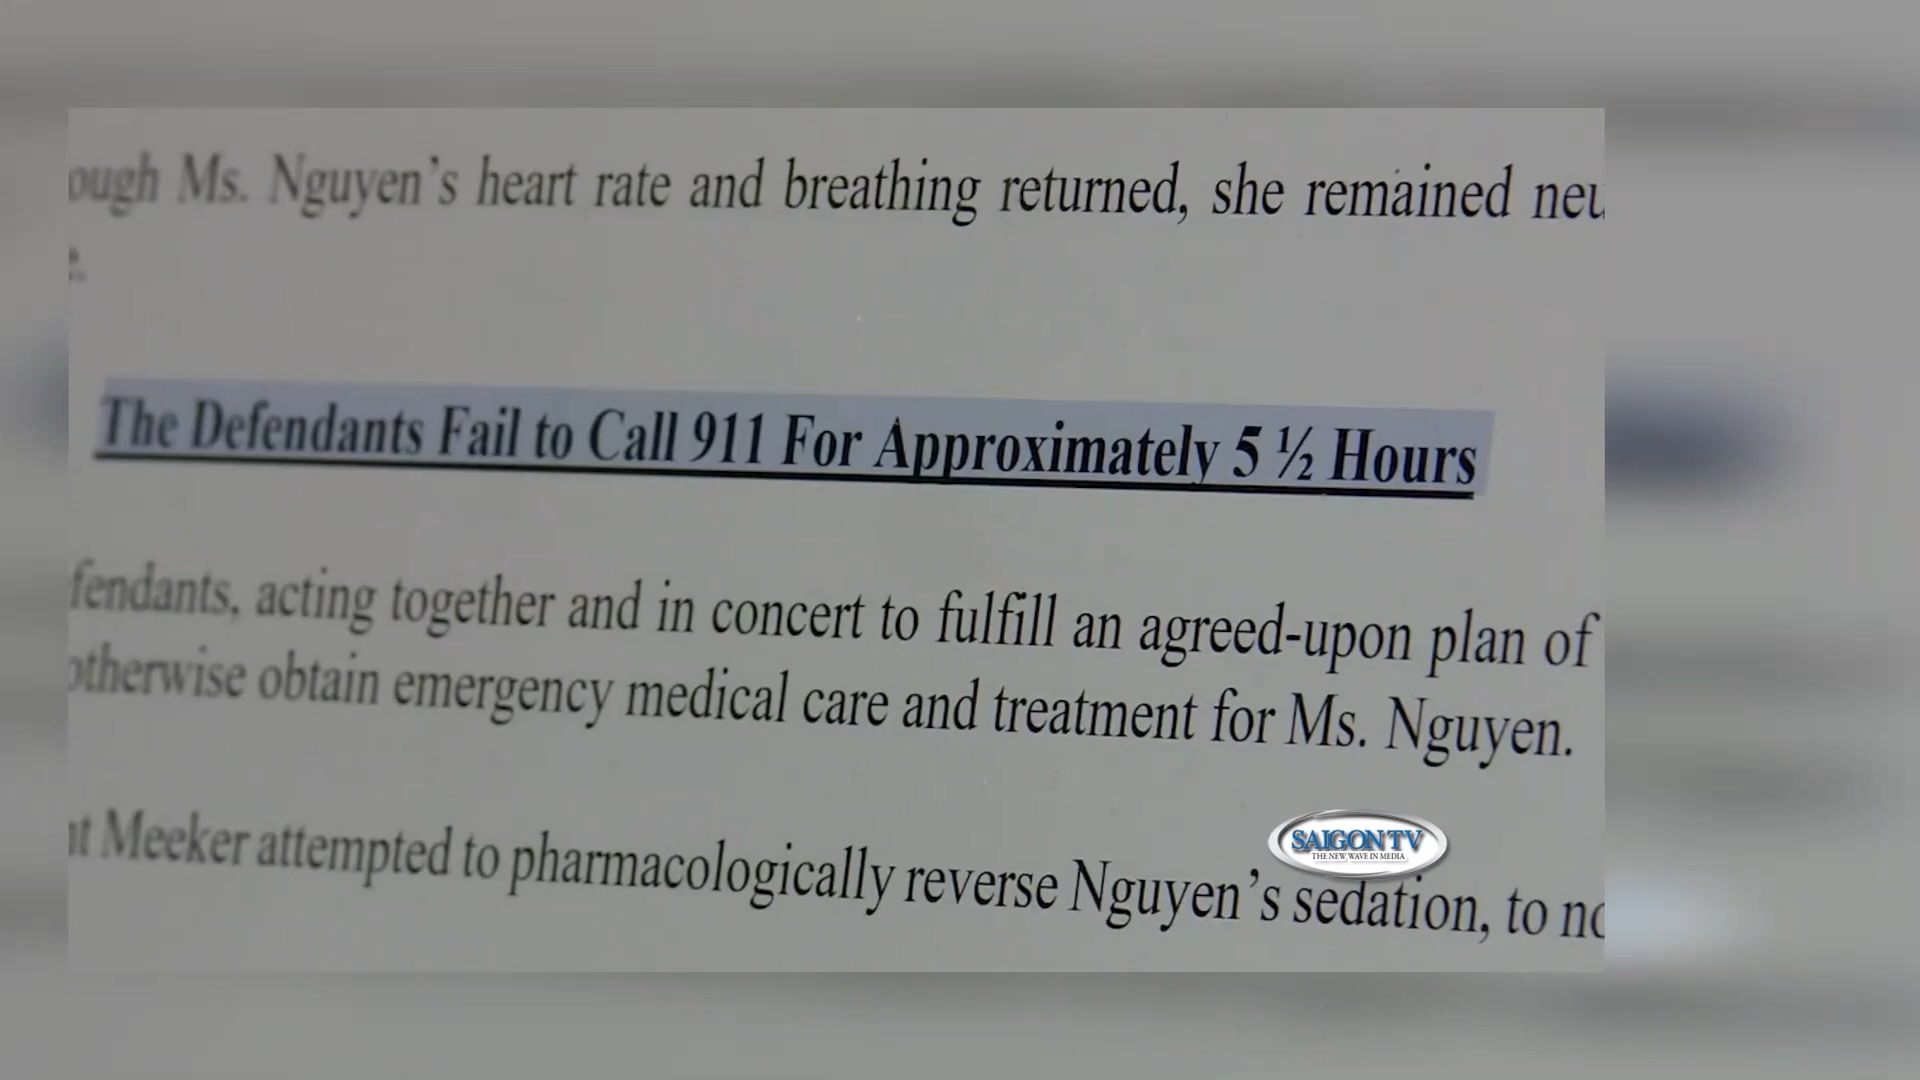 ough Ms. Nguyen’s heart rate and breathing returned, she remained neu
e.
The Defendants Fail to Call 911 For Approximately 5 ½ Hours
fendants, acting together and in concert to fulfill an agreed-upon plan of
otherwise obtain emergency medical care and treatment for Ms. Nguyen.
nt Meeker attempted to pharmacologically reverse Nguyen’s sedation, to no
SAIGON TV
THE NEW WAVE IN MEDIA